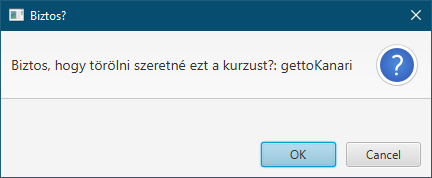 Biztos?
Biztos, hogy törölni szeretné ezt a kurzust?: gettoKanari
?
OK
Cancel